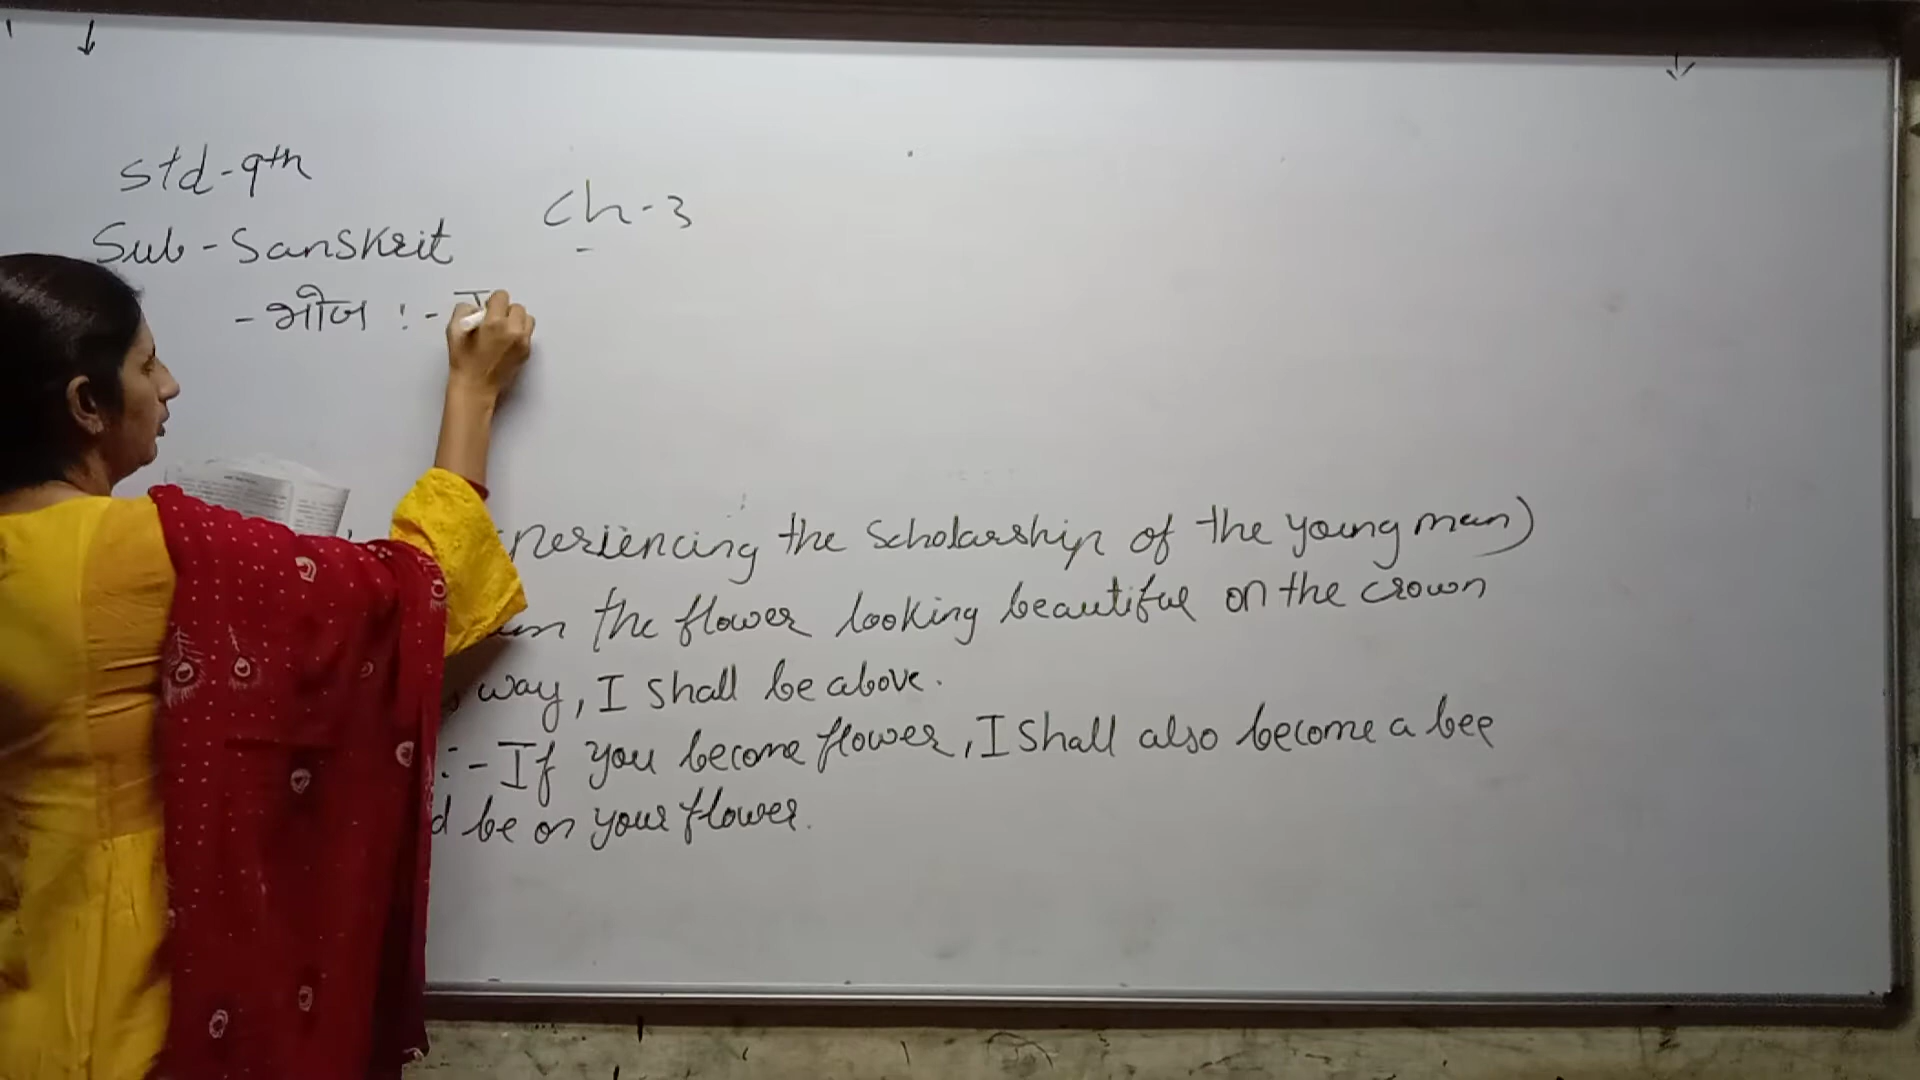 std-9th
Sub-Sanskrit
Ch-3
-भोज :- I
the scholarship of the young man)
the flower looking beautiful on the crown
way, I shall be above.
:- If you become flower, I shall also become a bee
be on your flower.